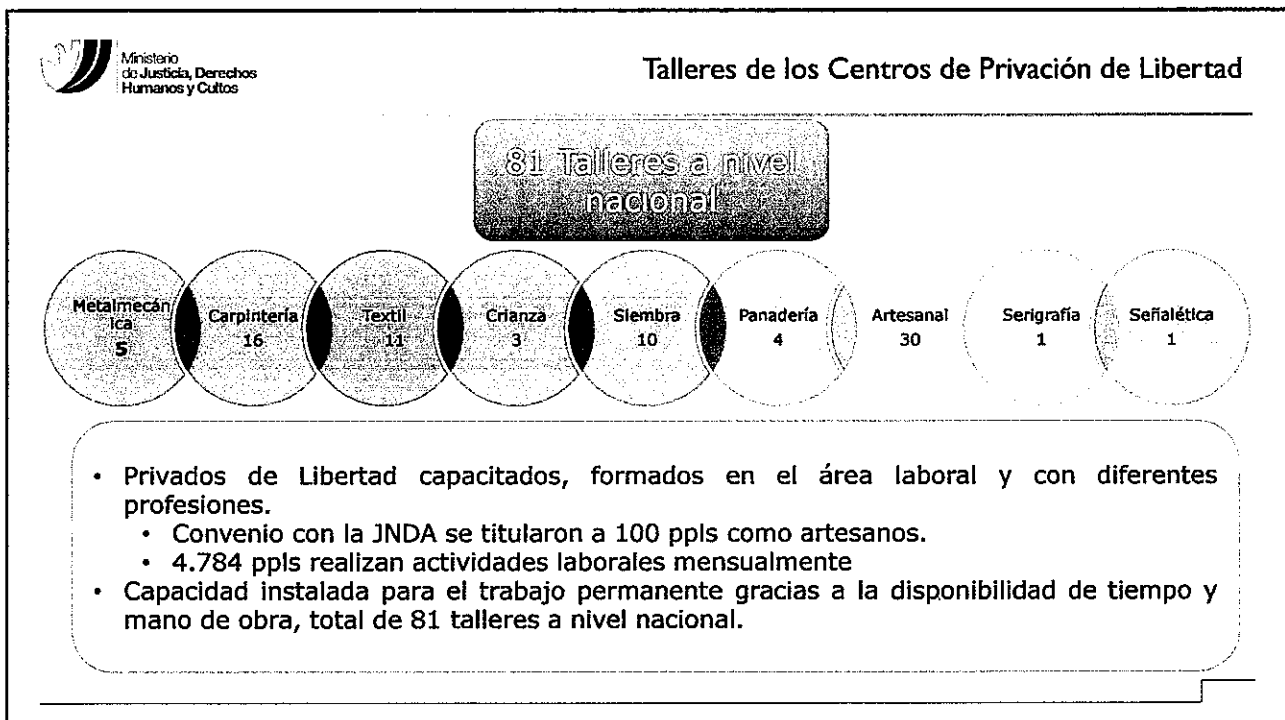 Ministerio
de Justicia, Derechos
Humanos y Cultos
Talleres de los Centros de Privación de Libertad
81 Talleres a nivel
nacional
Metalmecán
ica
5
Carpintería
16
Textil
11
Crianza
3
Siembra
10
Panadería
4
Artesanal
30
Serigrafía
1
Señalética
1
• Privados de Libertad capacitados, formados en el área laboral y con diferentes
profesiones.
• Convenio con la JNDA se titularon a 100 ppls como artesanos.
• 4.784 ppls realizan actividades laborales mensualmente
• Capacidad instalada para el trabajo permanente gracias a la disponibilidad de tiempo y
mano de obra, total de 81 talleres a nivel nacional.